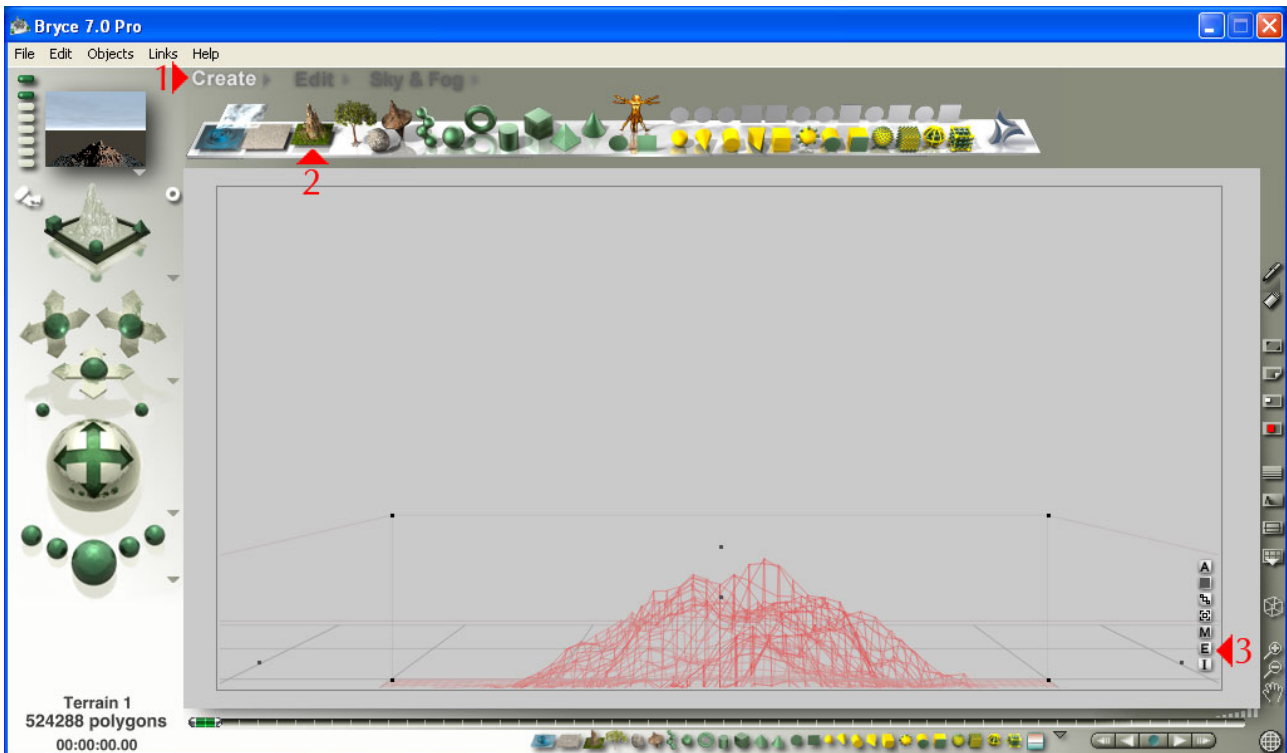 Bryce 7.0 Pro
File Edit Objects Links Help
1 Create Edit Sky & Fog
2
A
M
E 3
I
Terrain 1
524288 polygons
00:00:00.00